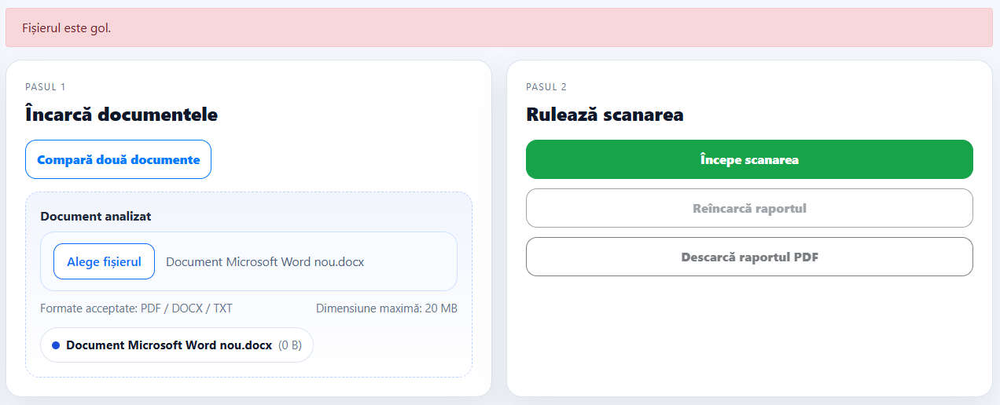 Fișierul este gol.
PASUL 1
Încarcă documentele
Compară două documente
Document analizat
Alege fișierul Document Microsoft Word nou.docx
Formate acceptate: PDF / DOCX / TXT Dimensiune maximă: 20 MB
Document Microsoft Word nou.docx (0 B)
PASUL 2
Rulează scanarea
Începe scanarea
Reîncarcă raportul
Descarcă raportul PDF